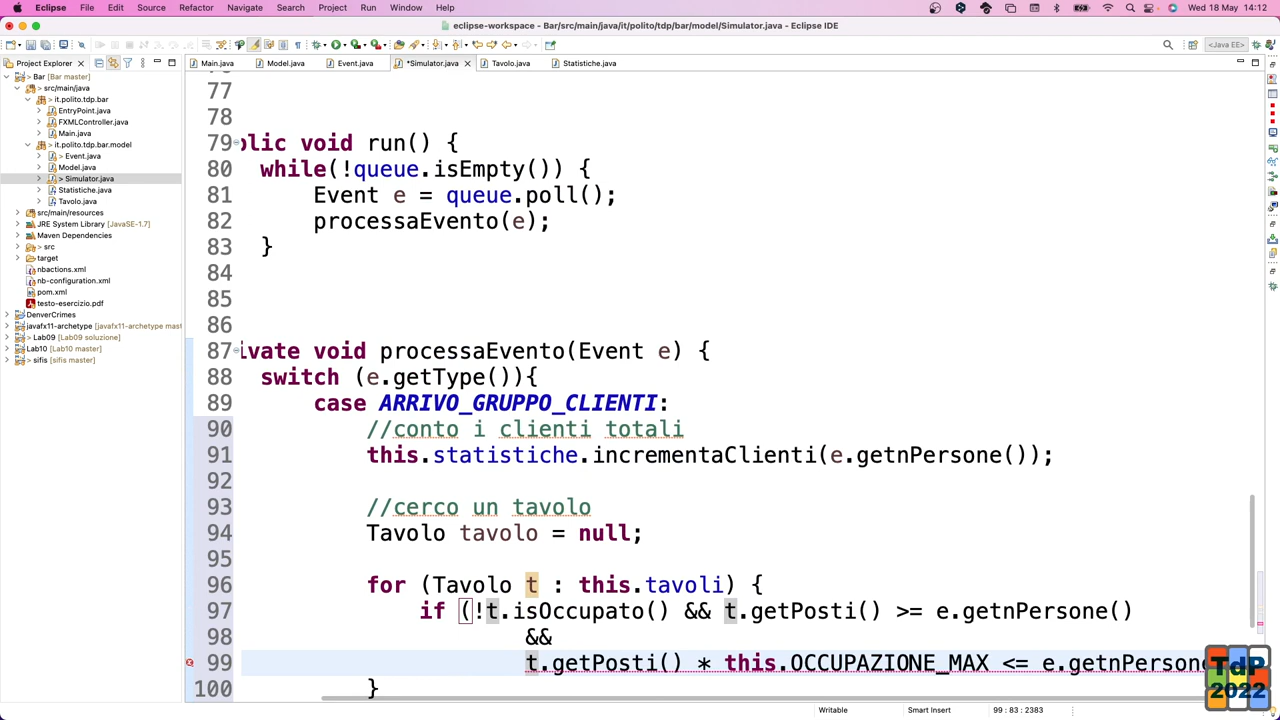 Eclipse File Edit Source Refactor Navigate Search Project Run Window Help Wed 18 May 14:12
eclipse-workspace - Bar/src/main/java/it/polito/tdp/bar/model/Simulator.java - Eclipse IDE
<Java EE>
Project Explorer
Main.java Model.java Event.java *Simulator.java Tavolo.java Statistiche.java
Bar [Bar master]
src/main/java
it.polito.tdp.bar
EntryPoint.java
FXMLController.java
Main.java
it.polito.tdp.bar.model
> Event.java
Model.java
> Simulator.java
Statistiche.java
Tavolo.java
src/main/resources
JRE System Library [JavaSE-1.7]
Maven Dependencies
> src
target
nbactions.xml
nb-configuration.xml
pom.xml
testo-esercizio.pdf
DenverCrimes
javafx11-archetype [javafx11-archetype mast
> Lab09 [Lab09 soluzione]
Lab10 [Lab10 master]
> sifis [sifis master]
77
78
79 blic void run() {
80 while(!queue.isEmpty()) {
81 Event e = queue.poll();
82 processaEvento(e);
83 }
84
85
86
87 ivate void processaEvento(Event e) {
88 switch (e.getType()){
89 case ARRIVO_GRUPPO_CLIENTI:
90 //conto i clienti totali
91 this.statistiche.incrementaClienti(e.getnPersone());
92
93 //cerco un tavolo
94 Tavolo tavolo = null;
95
96 for (Tavolo t : this.tavoli) {
97 if (!t.isOccupato() && t.getPosti() >= e.getnPersone()
98 &&
99 t.getPosti() * this.OCCUPAZIONE_MAX <= e.getnPersone
100 }
TdP
2022
Writable Smart Insert 99 : 83 : 2383